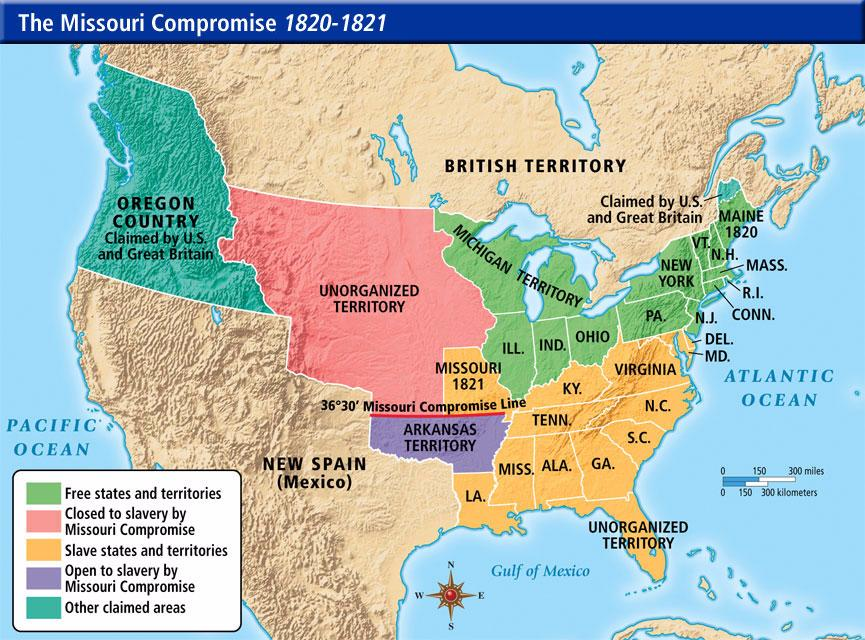 The Missouri Compromise 1820-1821
BRITISH TERRITORY
OREGON
COUNTRY
Claimed by U.S.
and Great Britain
Claimed by U.S.
and Great Britain
MAINE
1820
VT.
N.H.
MICHIGAN TERRITORY
NEW
YORK
MASS.
R.I.
CONN.
UNORGANIZED
TERRITORY
PA.
N.J.
ILL.
IND.
OHIO
DEL.
MD.
MISSOURI
1821
VIRGINIA
ATLANTIC
OCEAN
KY.
36°30' Missouri Compromise Line
N.C.
TENN.
PACIFIC
OCEAN
ARKANSAS
TERRITORY
S.C.
NEW SPAIN
(Mexico)
MISS.
ALA.
GA.
LA.
0 150 300 miles
0 150 300 kilometers
UNORGANIZED
TERRITORY
Gulf of Mexico
N
W
E
S
Free states and territories
Closed to slavery by
Missouri Compromise
Slave states and territories
Open to slavery by
Missouri Compromise
Other claimed areas